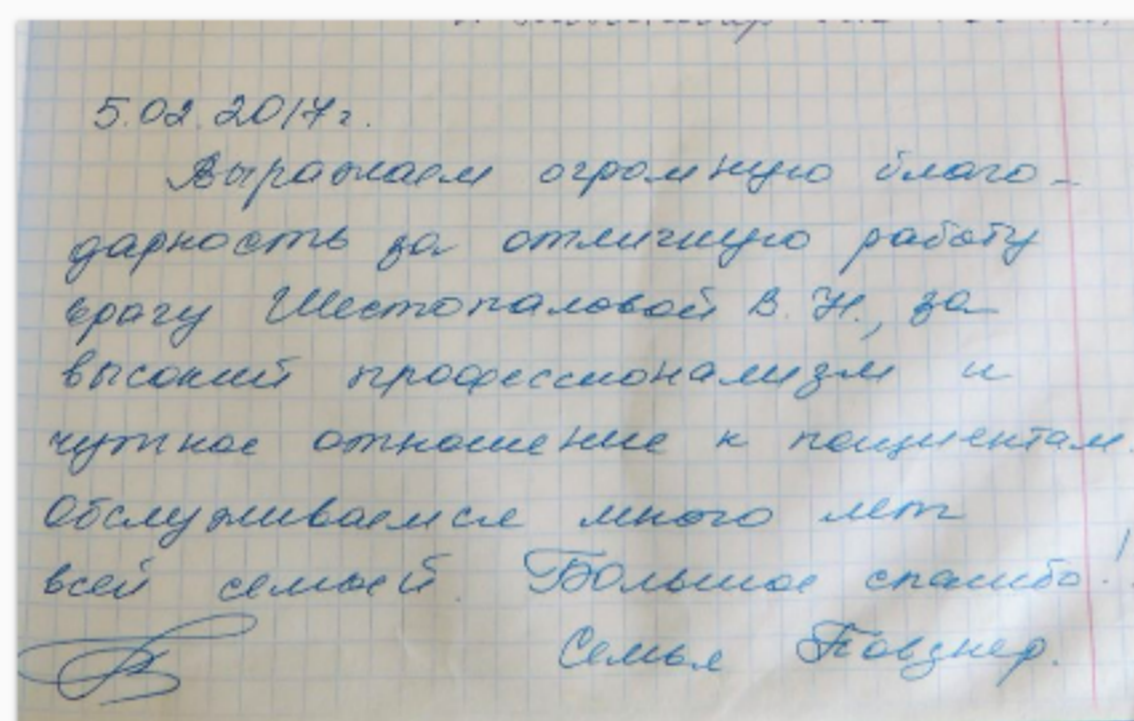 5.02.2017г.
Выражаем огромную благо-
дарность за отличную работу
врачу Шестопаловой В. Н., за
высокий профессионализм и
чуткое отношение к пациентам.
Обслуживаемся много лет
всей семьей. Большое спасибо!
Семья Повзнер.